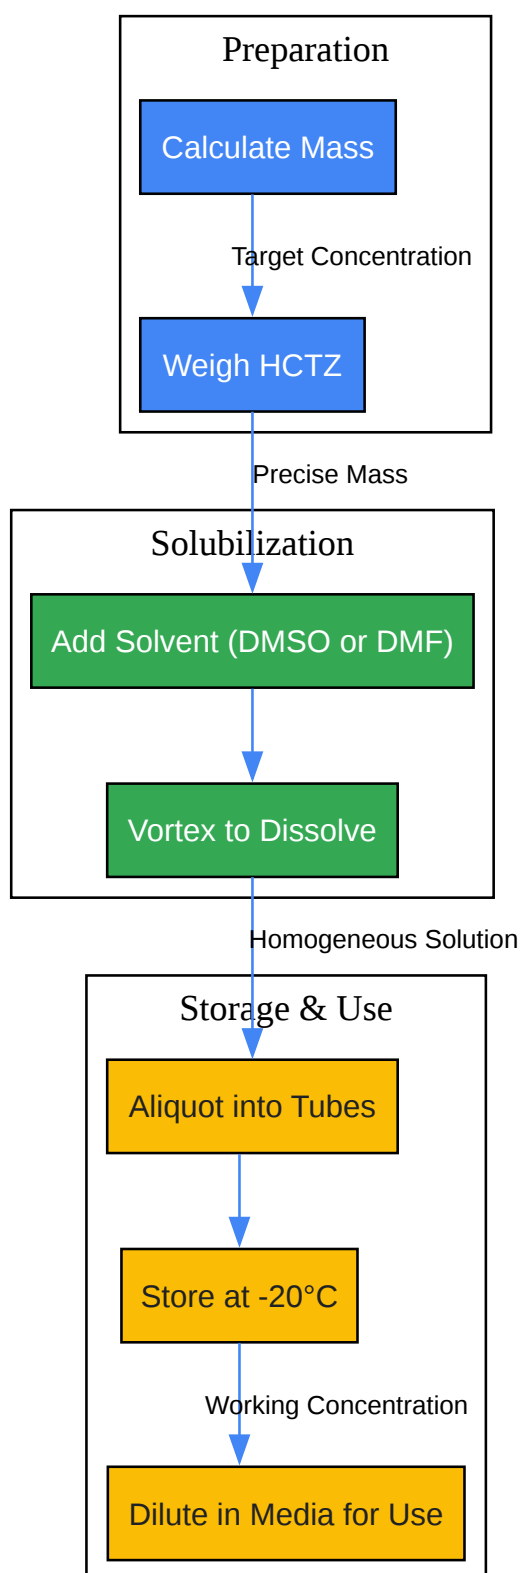 Preparation
Calculate Mass
Target Concentration
Weigh HCTZ
Precise Mass
Solubilization
Add Solvent (DMSO or DMF)
Vortex to Dissolve
Homogeneous Solution
Storage & Use
Aliquot into Tubes
Store at -20°C
Working Concentration
Dilute in Media for Use